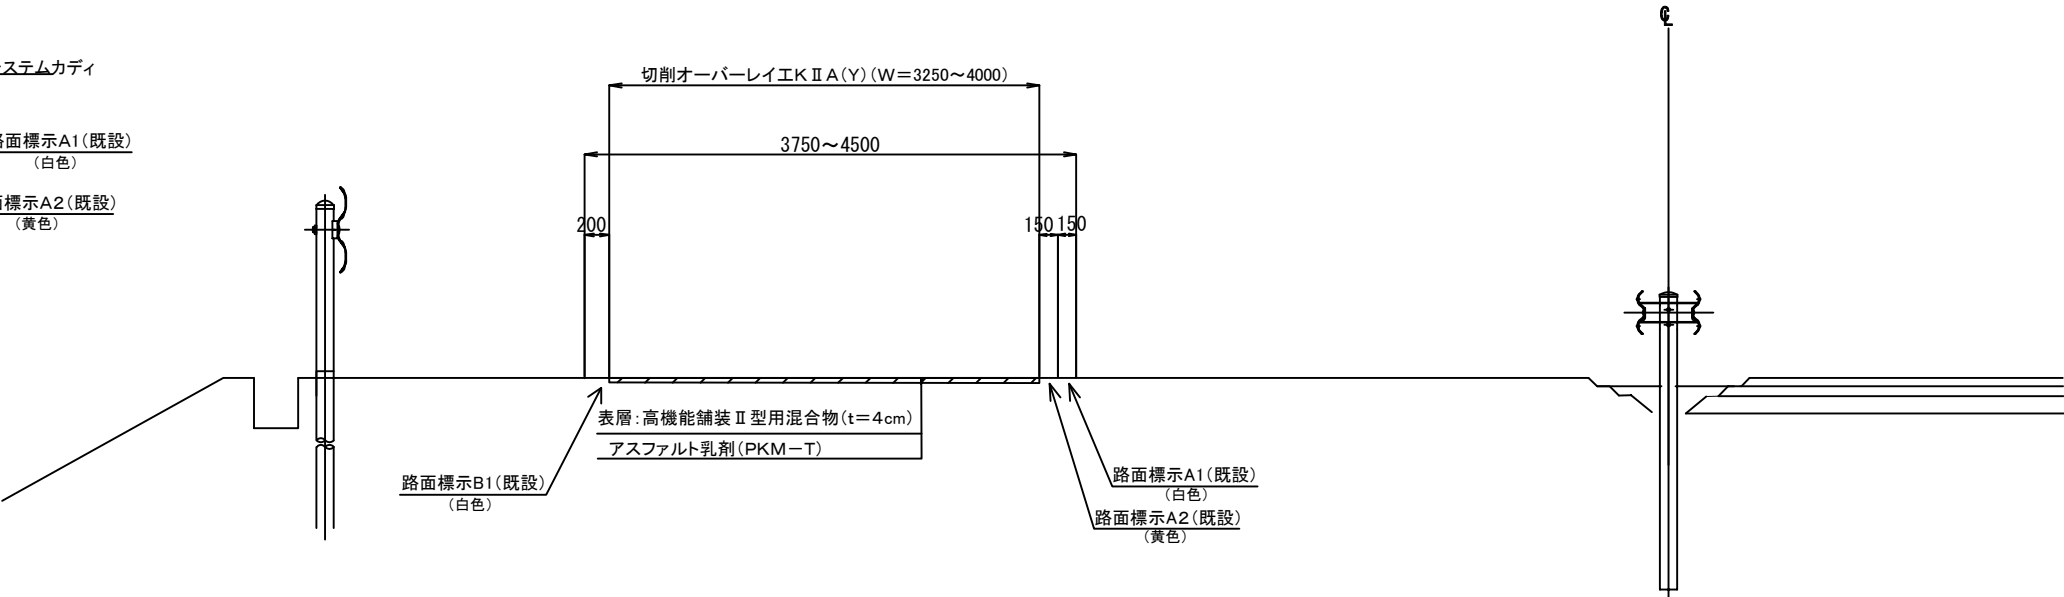 ℄
ステムカディ
切削オーバーレイ工KⅡA(Y)(W=3250~4000)
路面標示A1(既設)
(白色)
3750~4500
面標示A2(既設)
(黄色)
200
150
150
表層:高機能舗装Ⅱ型用混合物(t=4cm)
アスファルト乳剤(PKM-T)
路面標示B1(既設)
(白色)
路面標示A1(既設)
(白色)
路面標示A2(既設)
(黄色)